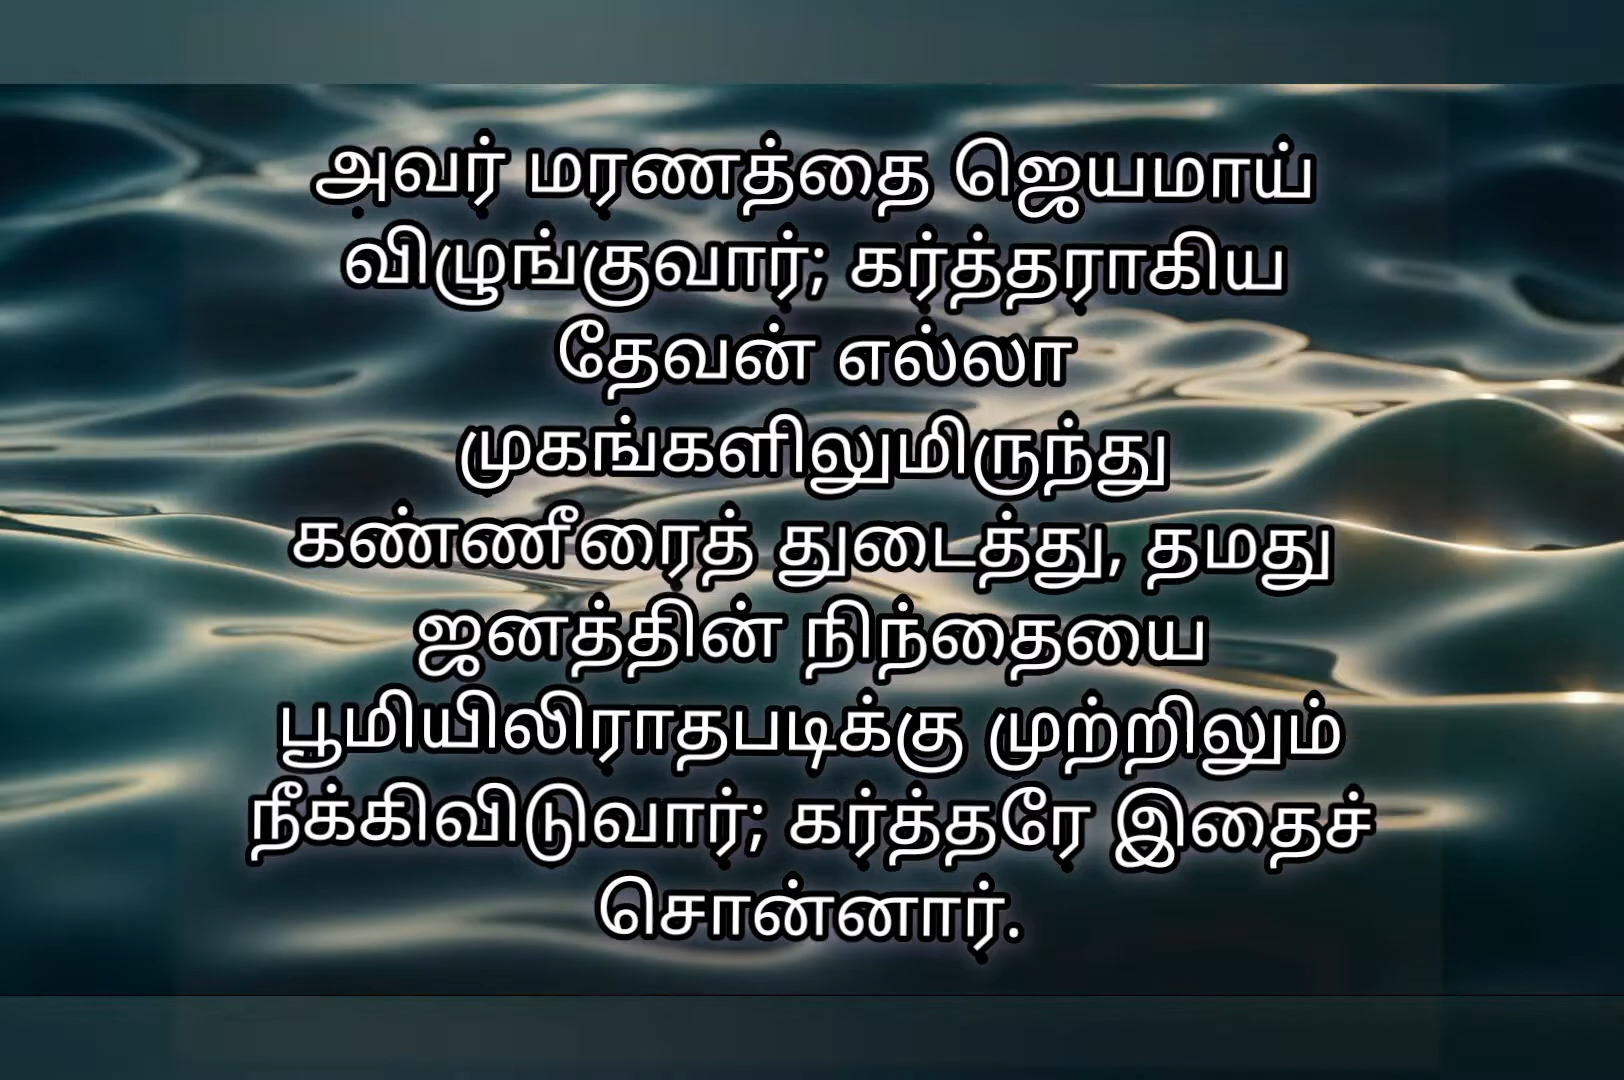 அவர் மரணத்தை ஜெயமாய்
விழுங்குவார்; கர்த்தராகிய
தேவன் எல்லா
முகங்களிலுமிருந்து
கண்ணீரைத் துடைத்து, தமது
ஜனத்தின் நிந்தையை
பூமியிலிராதபடிக்கு முற்றிலும்
நீக்கிவிடுவார்; கர்த்தரே இதைச்
சொன்னார்.